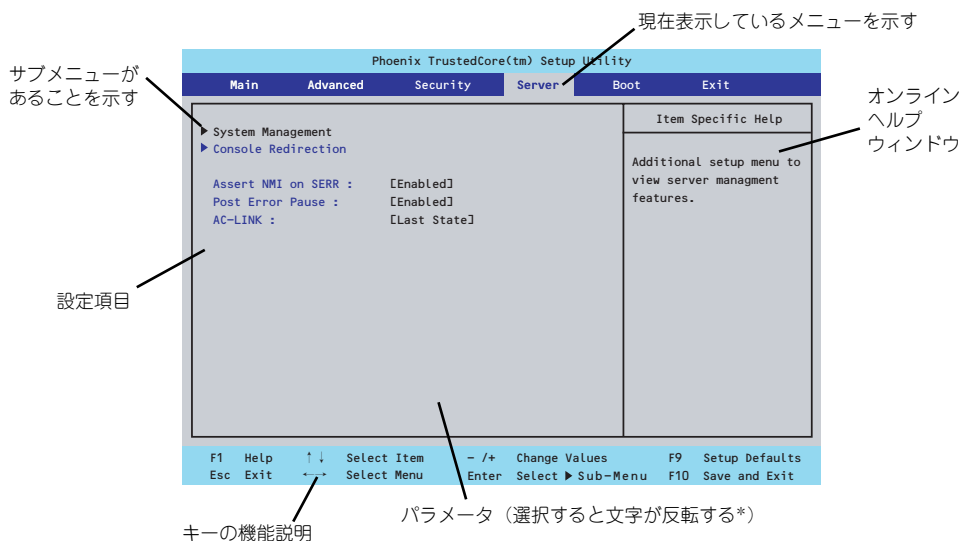 現在表示しているメニューを示す
Phoenix TrustedCore(tm) Setup Utility
サブメニューが
あることを示す
Main Advanced Security Server Boot Exit
オンライン
ヘルプ
ウィンドウ
Item Specific Help
▶ System Management
▶ Console Redirection
Additional setup menu to
view server managment
features.
Assert NMI on SERR : [Enabled]
Post Error Pause : [Enabled]
AC-LINK : [Last State]
設定項目
F1 Help ↑↓ Select Item - /+ Change Values F9 Setup Defaults
Esc Exit ←→ Select Menu Enter Select ▶ Sub-Menu F10 Save and Exit
パラメータ（選択すると文字が反転する*）
キーの機能説明